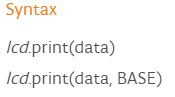 Syntax
lcd.print(data)
lcd.print(data, BASE)